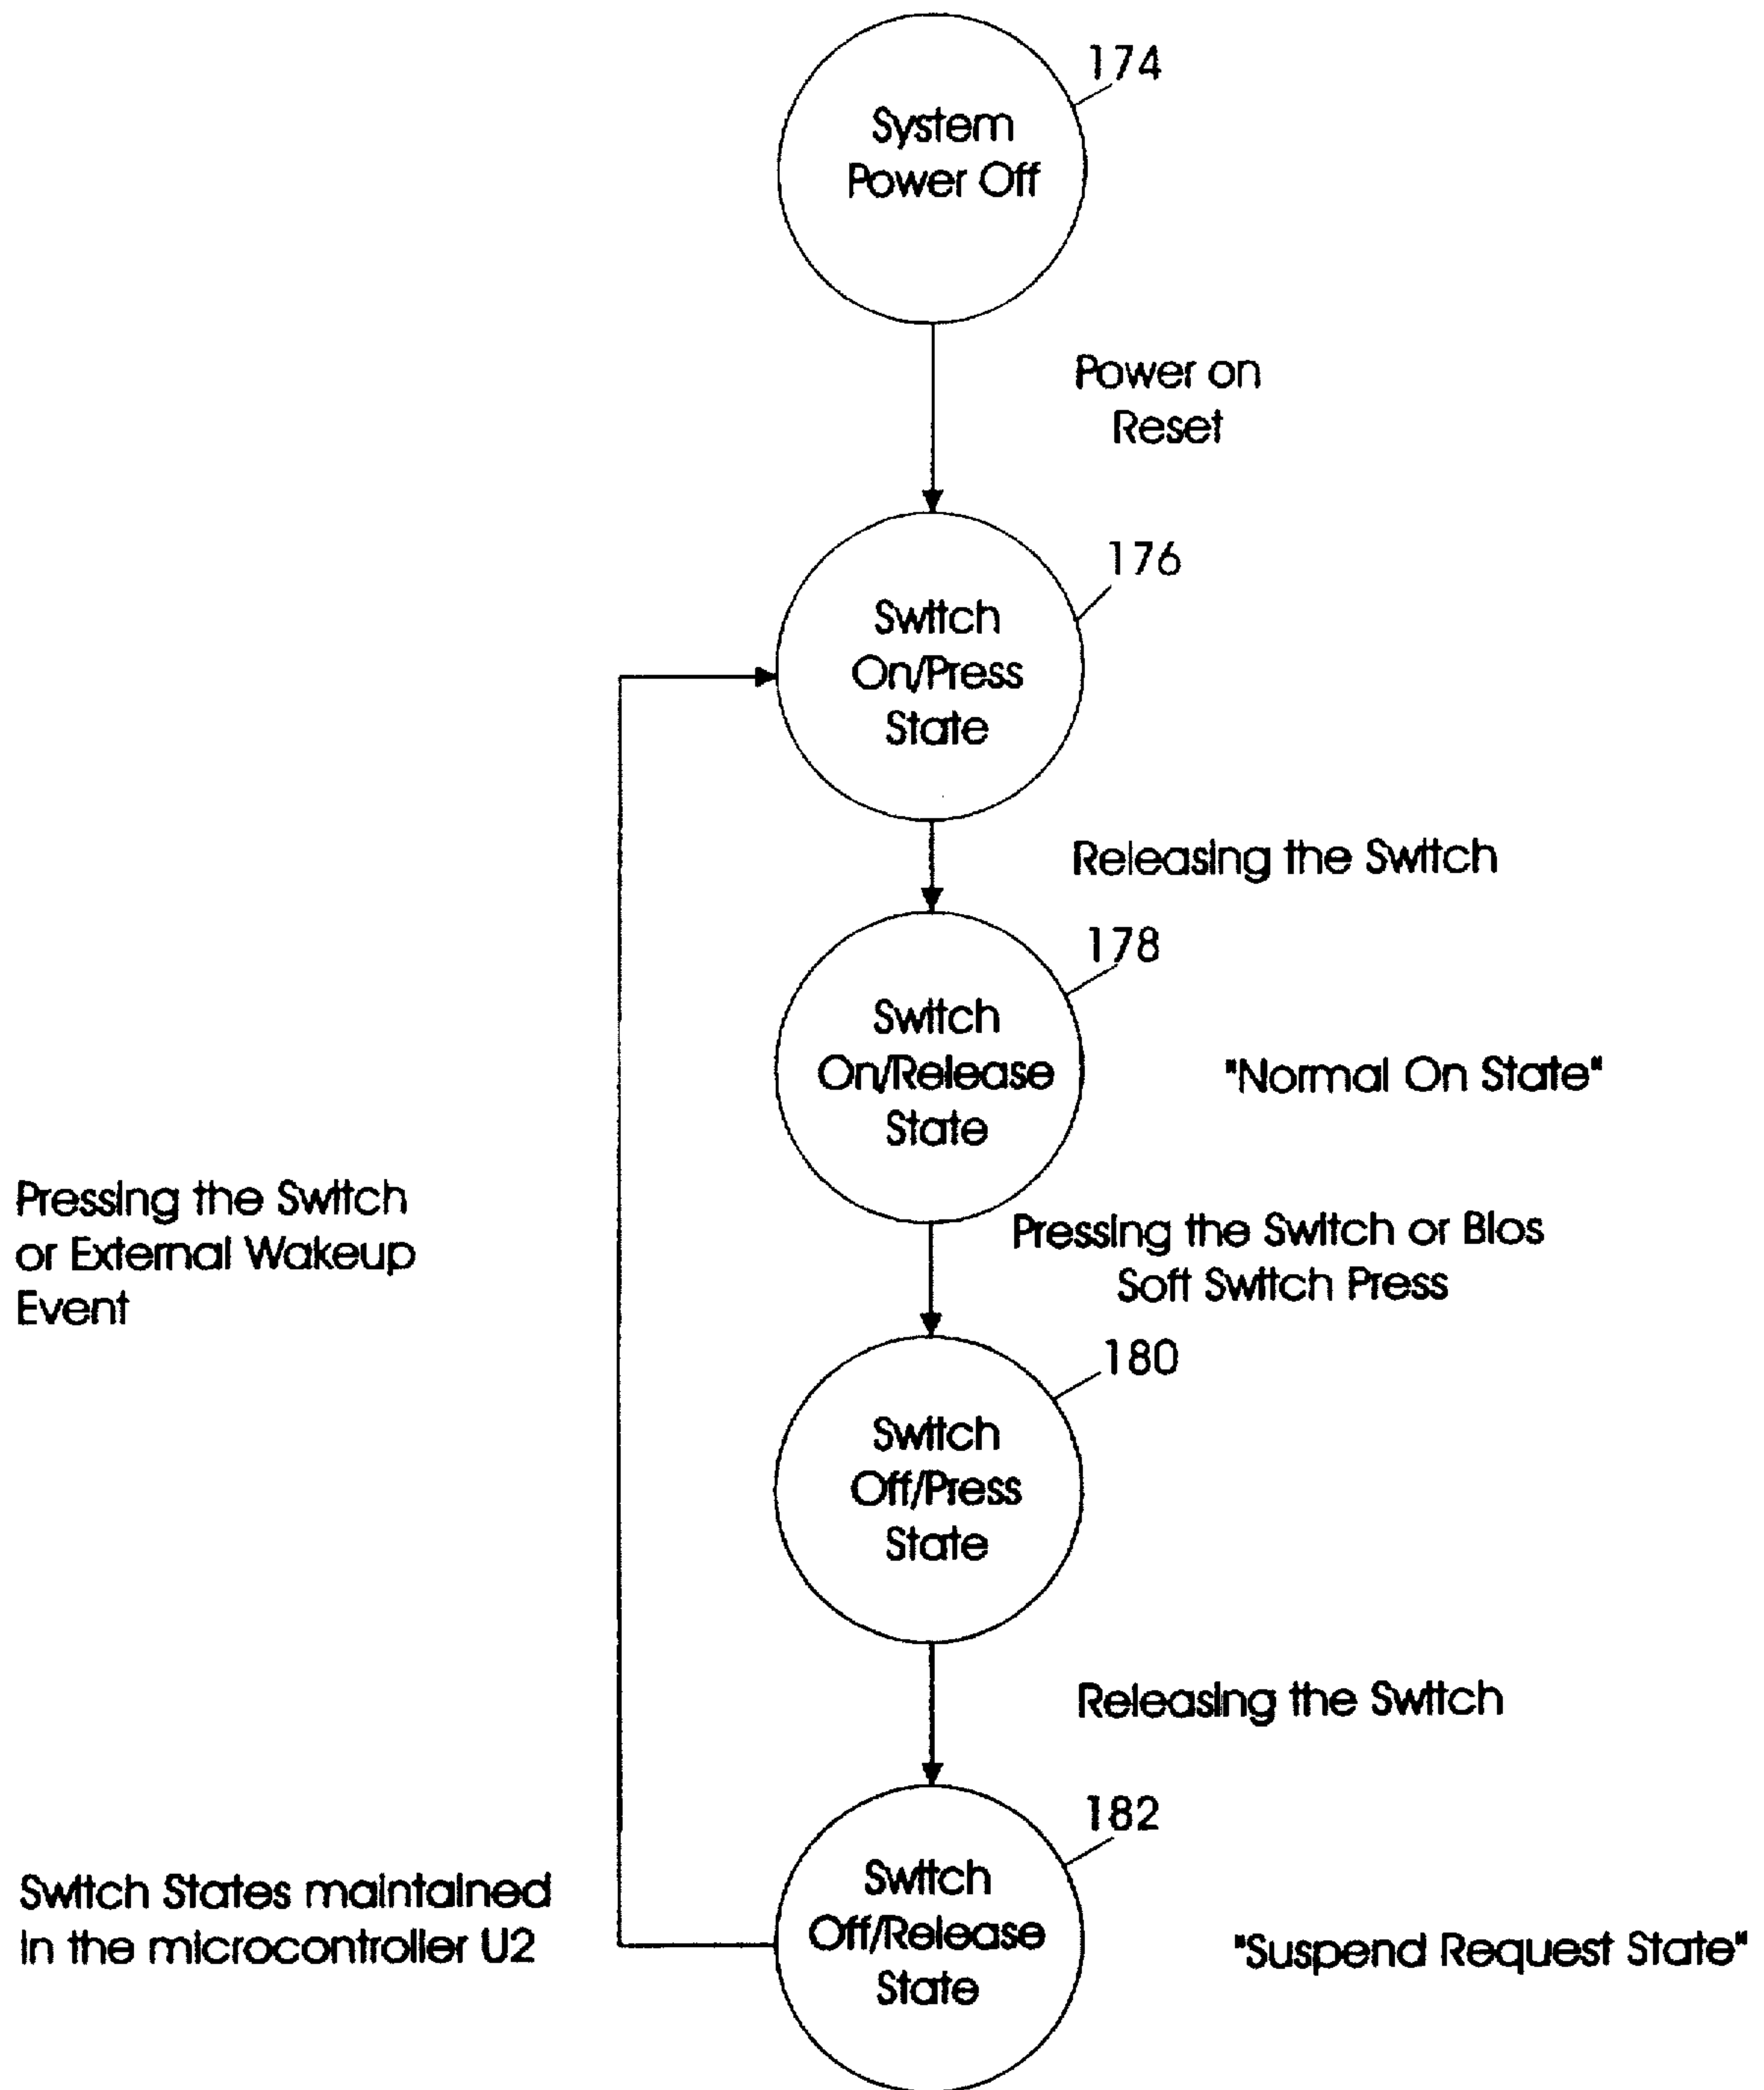 174
System
Power Off
Power on
Reset
176
Switch
On/Press
State
Releasing the Switch
178
Switch
On/Release
State
"Normal On State"
Pressing the Switch
or External Wakeup
Event
Pressing the Switch or Bios
Soft Switch Press
180
Switch
Off/Press
State
Releasing the Switch
182
Switch
Off/Release
State
Switch States maintained
in the microcontroller U2
"Suspend Request State"